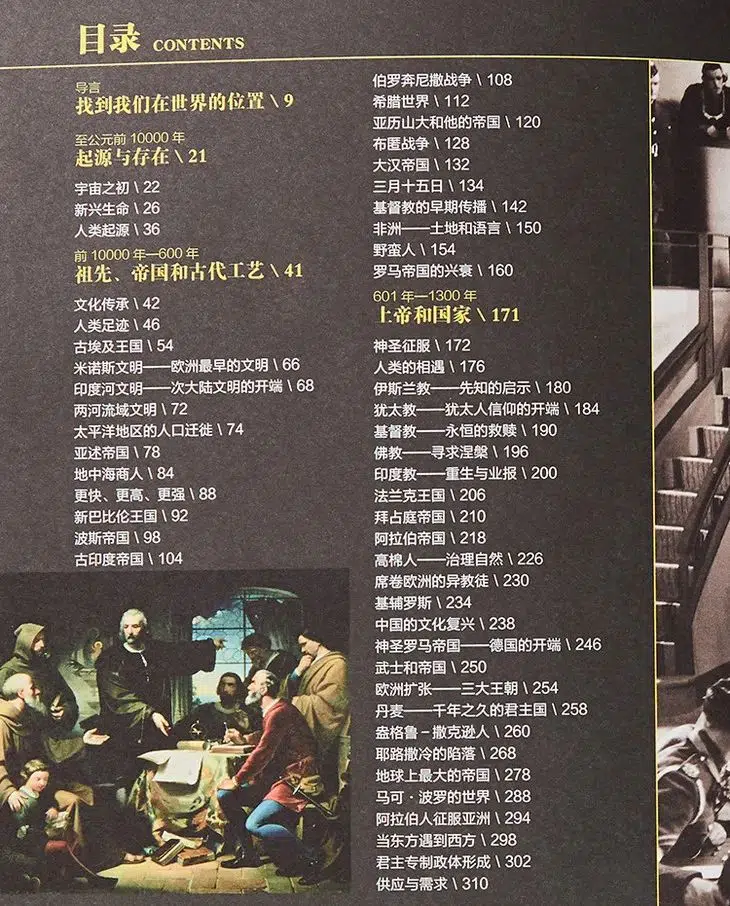 目录 CONTENTS
导言
找到我们在世界的位置 \ 9
至公元前 10000 年
起源与存在 \ 21
宇宙之初 \ 22
新兴生命 \ 26
人类起源 \ 36
前 10000 年—600 年
祖先、帝国和古代工艺 \ 41
文化传承 \ 42
人类足迹 \ 46
古埃及王国 \ 54
米诺斯文明——欧洲最早的文明 \ 66
印度河文明——次大陆文明的开端 \ 68
两河流域文明 \ 72
太平洋地区的人口迁徙 \ 74
亚述帝国 \ 78
地中海商人 \ 84
更快、更高、更强 \ 88
新巴比伦王国 \ 92
波斯帝国 \ 98
古印度帝国 \ 104
伯罗奔尼撒战争 \ 108
希腊世界 \ 112
亚历山大和他的帝国 \ 120
布匿战争 \ 128
大汉帝国 \ 132
三月十五日 \ 134
基督教的早期传播 \ 142
非洲——土地和语言 \ 150
野蛮人 \ 154
罗马帝国的兴衰 \ 160
601 年—1300 年
上帝和国家 \ 171
神圣征服 \ 172
人类的相遇 \ 176
伊斯兰教——先知的启示 \ 180
犹太教——犹太人信仰的开端 \ 184
基督教——永恒的救赎 \ 190
佛教——寻求涅槃 \ 196
印度教——重生与业报 \ 200
法兰克王国 \ 206
拜占庭帝国 \ 210
阿拉伯帝国 \ 218
高棉人——治理自然 \ 226
席卷欧洲的异教徒 \ 230
基辅罗斯 \ 234
中国的文化复兴 \ 238
神圣罗马帝国——德国的开端 \ 246
武士和帝国 \ 250
欧洲扩张——三大王朝 \ 254
丹麦——千年之久的君主国 \ 258
盎格鲁－撒克逊人 \ 260
耶路撒冷的陷落 \ 268
地球上最大的帝国 \ 278
马可·波罗的世界 \ 288
阿拉伯人征服亚洲 \ 294
当东方遇到西方 \ 298
君主专制政体形成 \ 302
供应与需求 \ 310